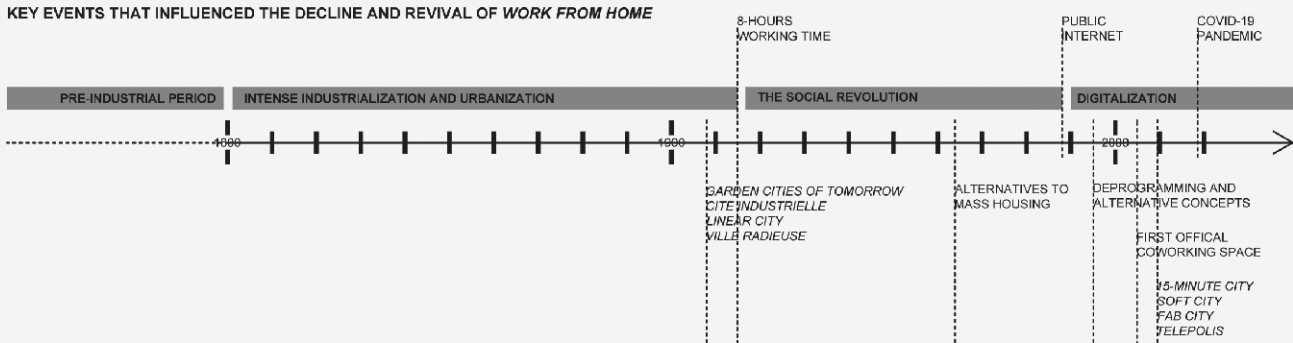 KEY EVENTS THAT INFLUENCED THE DECLINE AND REVIVAL OF WORK FROM HOME
8-HOURS
WORKING TIME
PUBLIC
INTERNET
COVID-19
PANDEMIC
PRE-INDUSTRIAL PERIOD
INTENSE INDUSTRIALIZATION AND URBANIZATION
THE SOCIAL REVOLUTION
DIGITALIZATION
1800
1900
2000
GARDEN CITIES OF TOMORROW
CITE INDUSTRIELLE
LINEAR CITY
VILLE RADIEUSE
ALTERNATIVES TO
MASS HOUSING
DEPROGRAMMING AND
ALTERNATIVE CONCEPTS
FIRST OFFICAL
COWORKING SPACE
15-MINUTE CITY
SOFT CITY
FAB CITY
TELEPOLIS